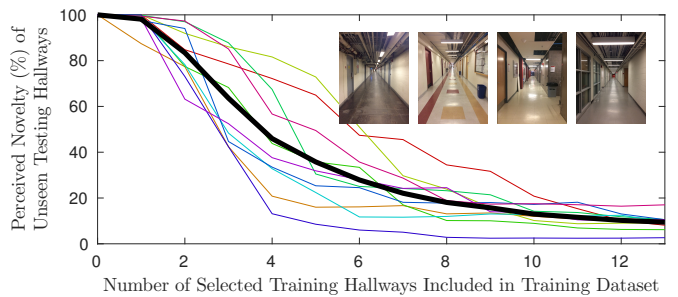 100
80
60
40
20
0
Perceived Novelty (%) of
Unseen Testing Hallways
0 2 4 6 8 10 12
Number of Selected Training Hallways Included in Training Dataset